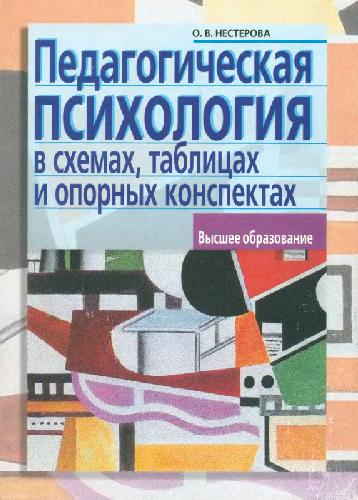 О. В. НЕСТЕРОВА
Педагогическая
ПСИХОЛОГИЯ
в схемах, таблицах
и опорных конспектах
Высшее образование